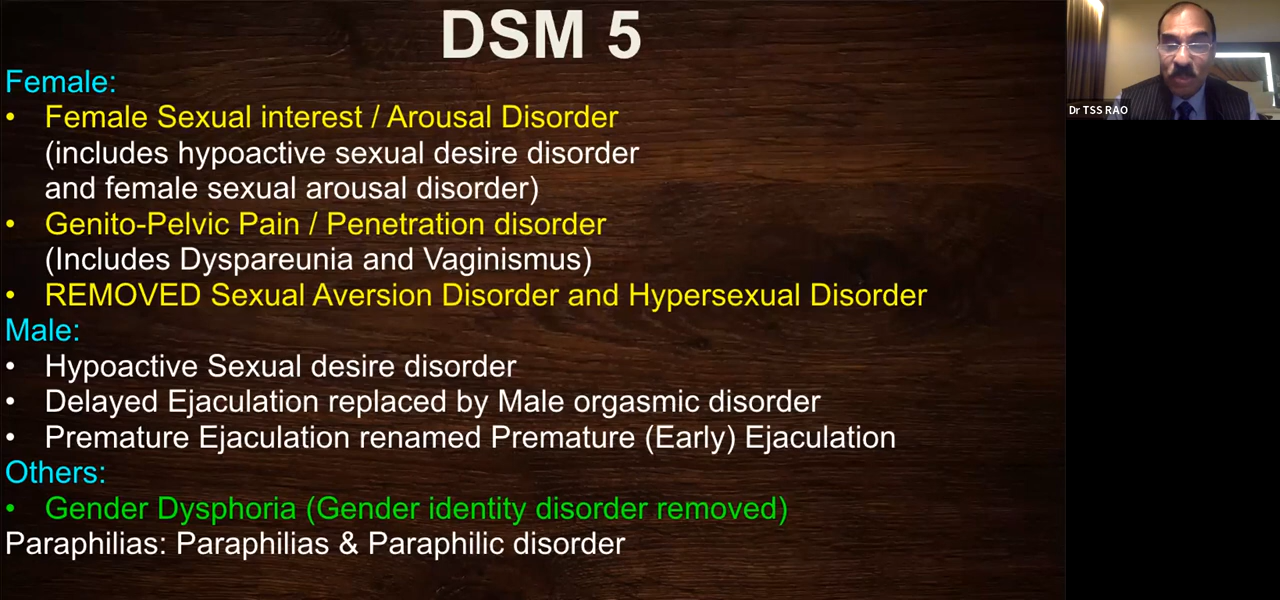 DSM 5
Female:
• Female Sexual interest / Arousal Disorder
(includes hypoactive sexual desire disorder
and female sexual arousal disorder)
• Genito-Pelvic Pain / Penetration disorder
(Includes Dyspareunia and Vaginismus)
• REMOVED Sexual Aversion Disorder and Hypersexual Disorder
Male:
• Hypoactive Sexual desire disorder
• Delayed Ejaculation replaced by Male orgasmic disorder
• Premature Ejaculation renamed Premature (Early) Ejaculation
Others:
• Gender Dysphoria (Gender identity disorder removed)
Paraphilias: Paraphilias & Paraphilic disorder
Dr TSS RAO